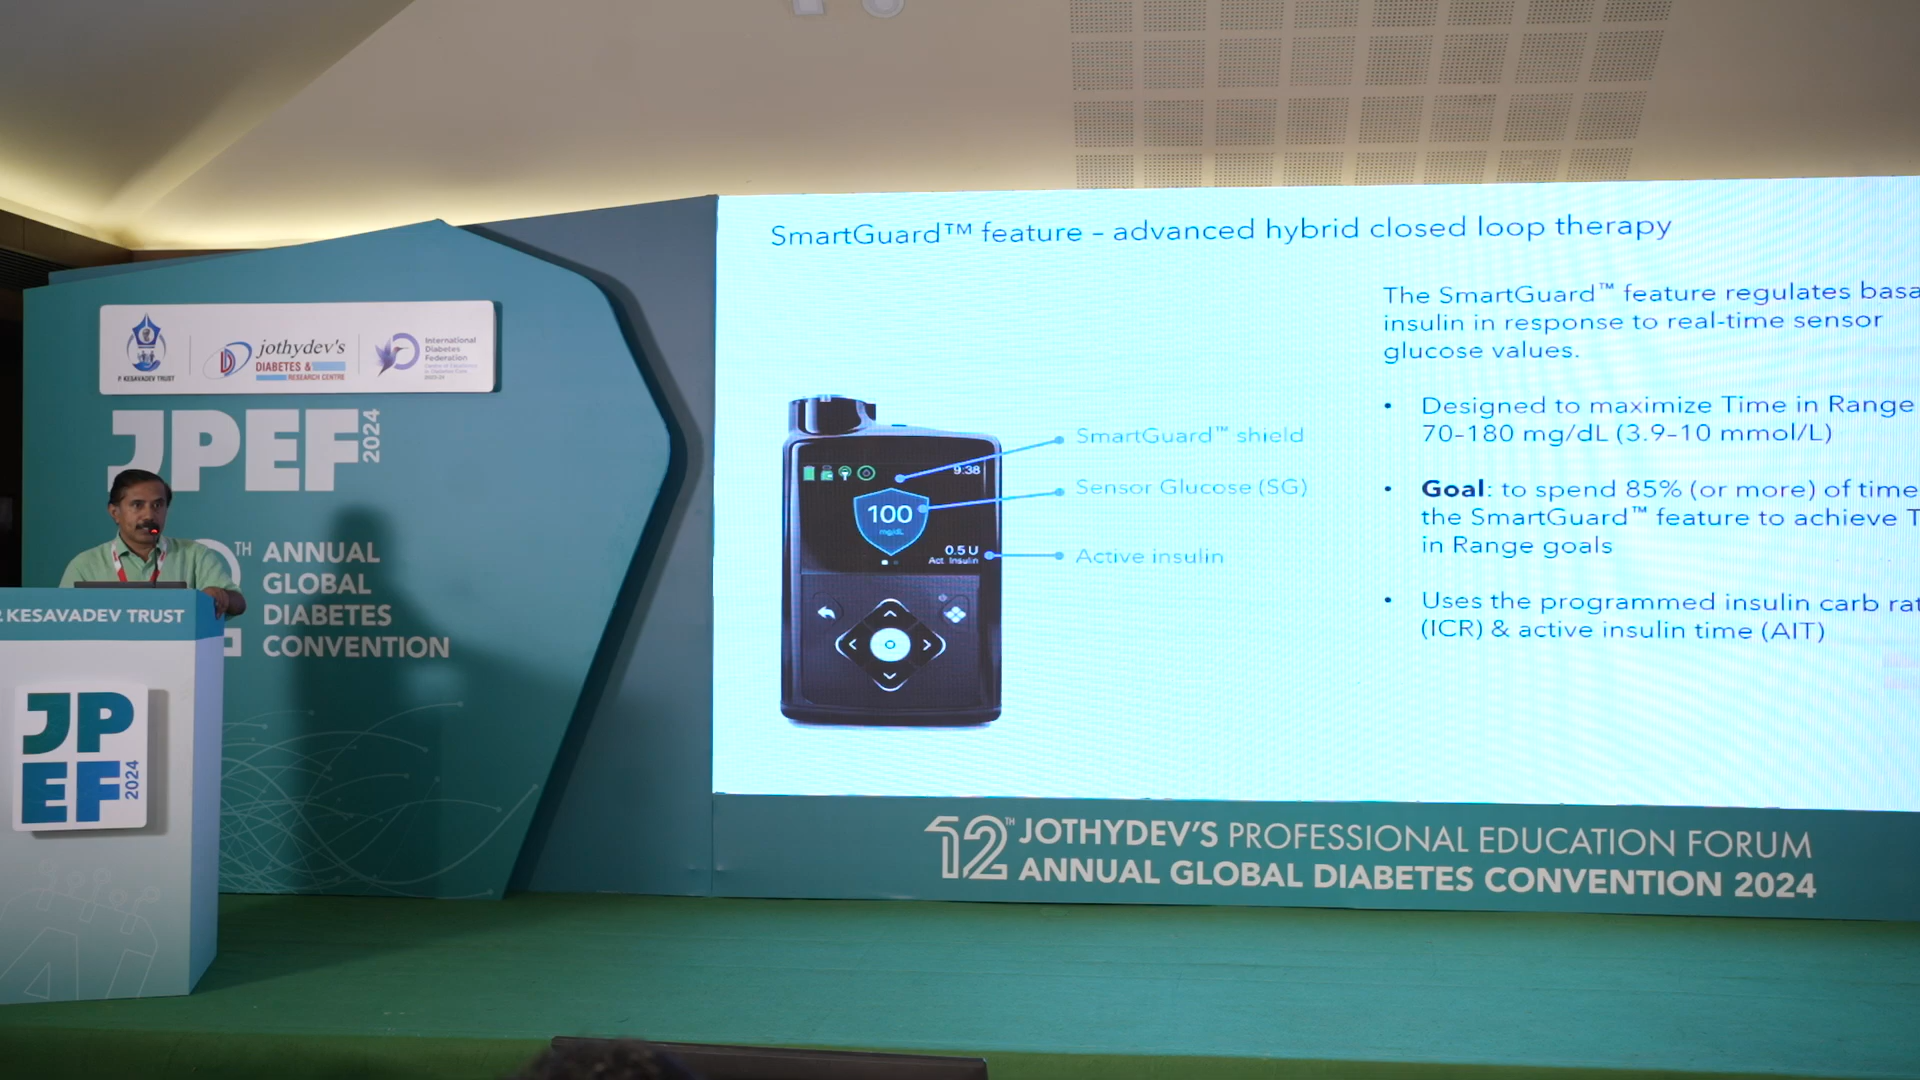 P. KESAVADEV TRUST
jothydev's
DIABETES &
RESEARCH CENTRE
International
Diabetes
Federation
JPEF 2024
TH
ANNUAL
GLOBAL
DIABETES
CONVENTION
P. KESAVADEV TRUST
JP
EF 2024
SmartGuard™ feature – advanced hybrid closed loop therapy
9:38
100
mg/dL
0.5 U
Act. Insulin
SmartGuard™ shield
Sensor Glucose (SG)
Active insulin
The SmartGuard™ feature regulates basa
insulin in response to real-time sensor
glucose values.
• Designed to maximize Time in Range
70-180 mg/dL (3.9-10 mmol/L)
• Goal: to spend 85% (or more) of time
the SmartGuard™ feature to achieve T
in Range goals
• Uses the programmed insulin carb rat
(ICR) & active insulin time (AIT)
12TH JOTHYDEV'S PROFESSIONAL EDUCATION FORUM
ANNUAL GLOBAL DIABETES CONVENTION 2024